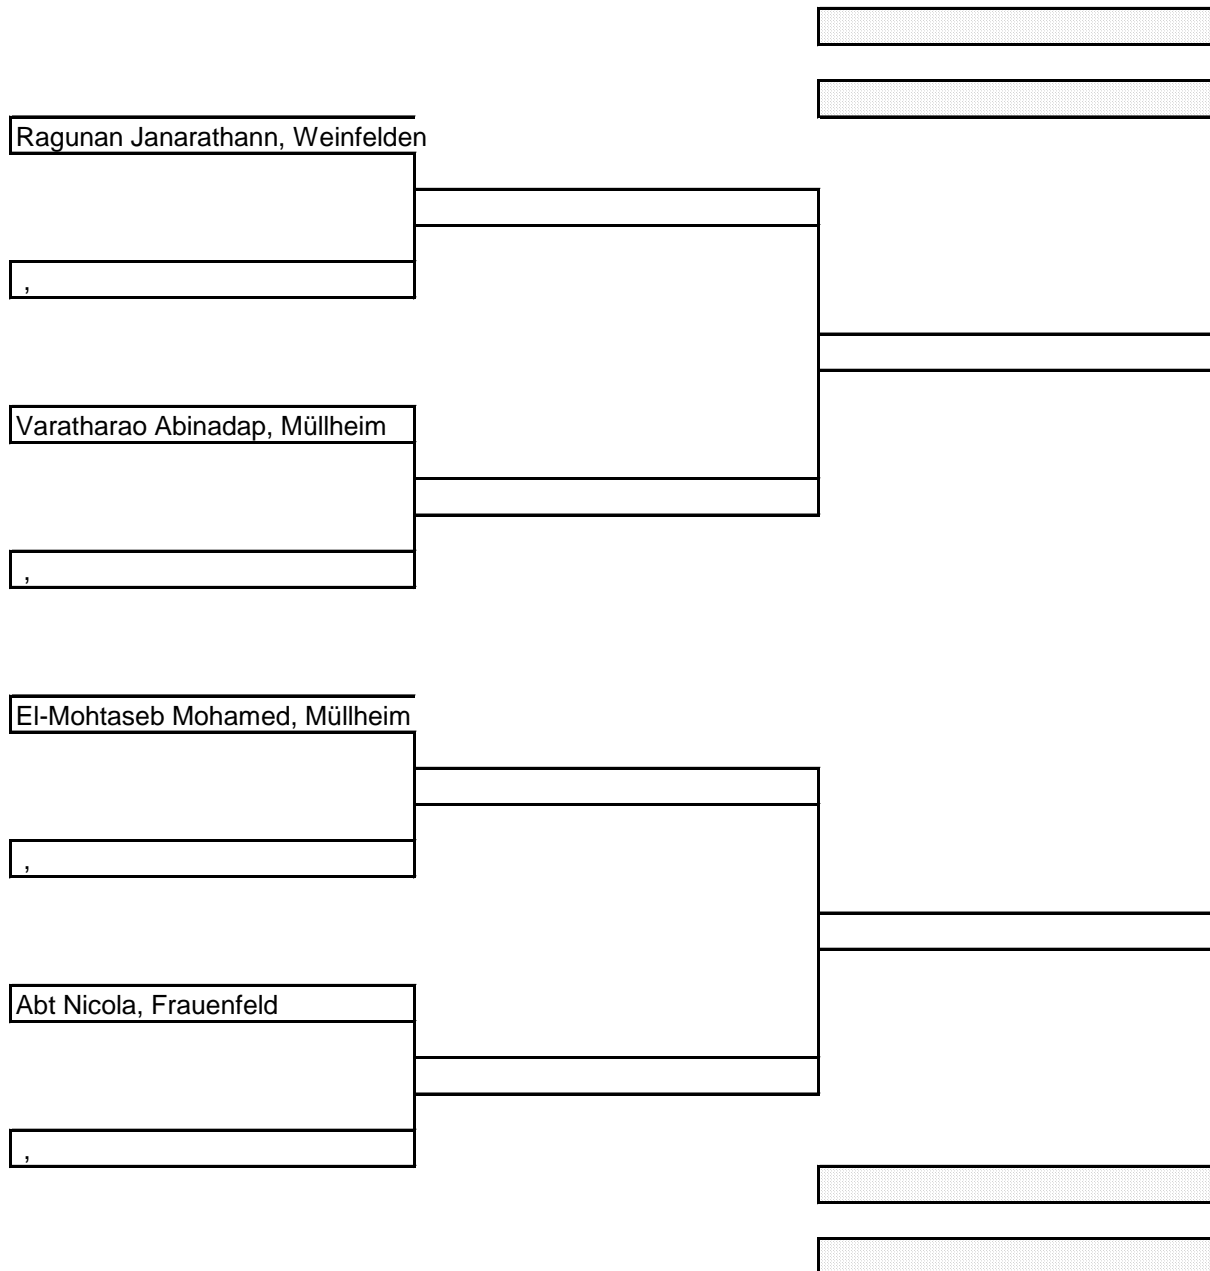 Ragunan Janarathann, Weinfelden
,
Varatharao Abinadap, Müllheim
,
El-Mohtaseb Mohamed, Müllheim
,
Abt Nicola, Frauenfeld
,